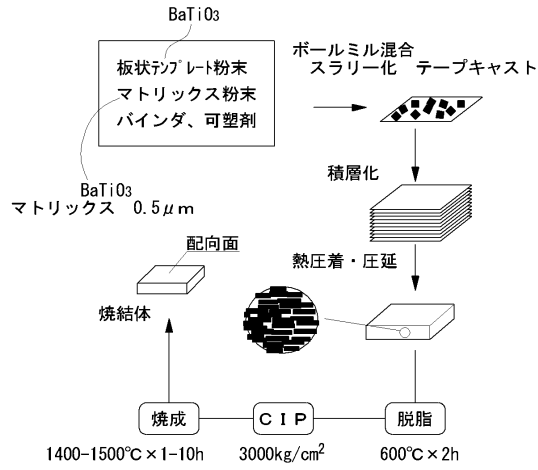 BaTiO₃
板状ﾃﾝﾌﾟﾚｰﾄ粉末
マトリックス粉末
バインダ、可塑剤
ボールミル混合
スラリー化 テープキャスト
BaTiO₃
マトリックス 0.5μm
積層化
熱圧着・圧延
配向面
焼結体
焼成
CIP
脱脂
1400-1500℃×1-10h
3000kg/cm²
600℃×2h